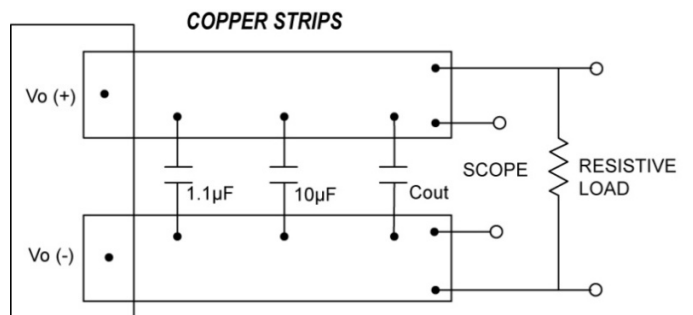 COPPER STRIPS
Vo (+)
1.1µF
10µF
Cout
SCOPE
RESISTIVE
LOAD
Vo (-)